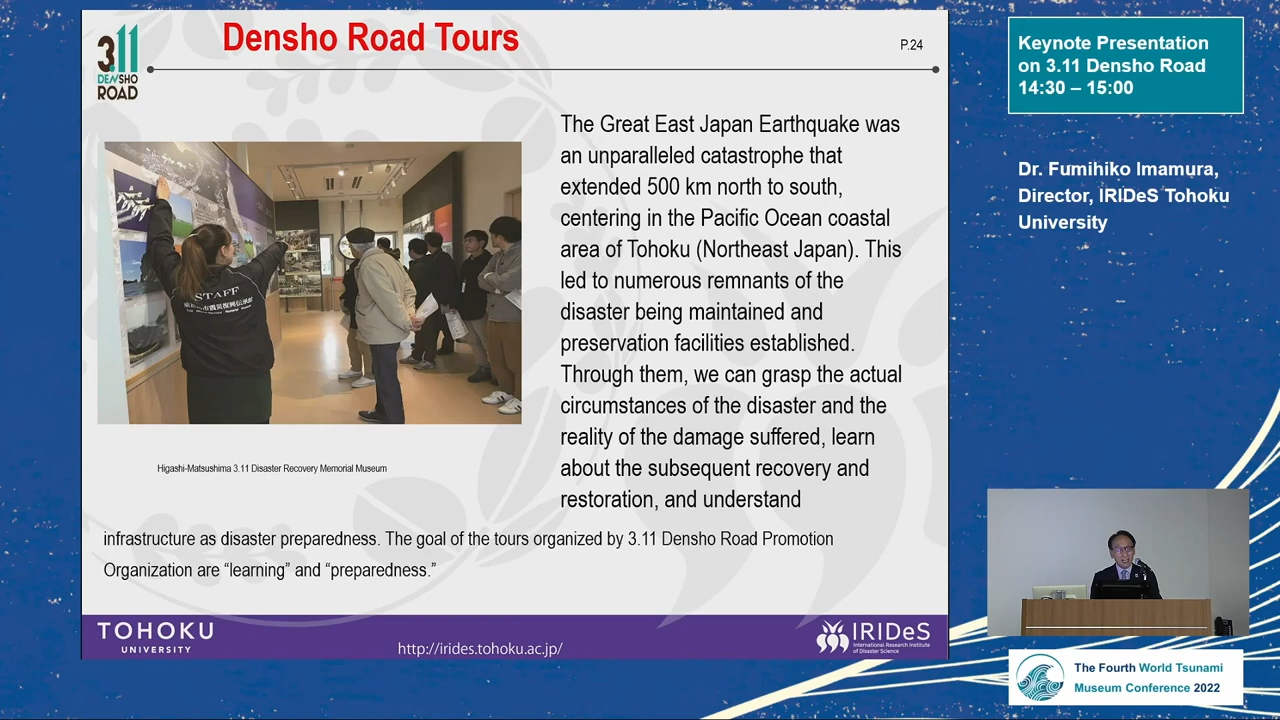 3.11
DENSHO
ROAD
Densho Road Tours
P.24
STAFF
The Great East Japan Earthquake was
an unparalleled catastrophe that
extended 500 km north to south,
centering in the Pacific Ocean coastal
area of Tohoku (Northeast Japan). This
led to numerous remnants of the
disaster being maintained and
preservation facilities established.
Through them, we can grasp the actual
circumstances of the disaster and the
reality of the damage suffered, learn
about the subsequent recovery and
restoration, and understand
Higashi-Matsushima 3.11 Disaster Recovery Memorial Museum
infrastructure as disaster preparedness. The goal of the tours organized by 3.11 Densho Road Promotion
Organization are “learning” and “preparedness.”
TOHOKU
UNIVERSITY
http://irides.tohoku.ac.jp/
IRIDeS
International Research Institute
of Disaster Science
Keynote Presentation
on 3.11 Densho Road
14:30 – 15:00
Dr. Fumihiko Imamura,
Director, IRIDeS Tohoku
University
The Fourth World Tsunami
Museum Conference 2022